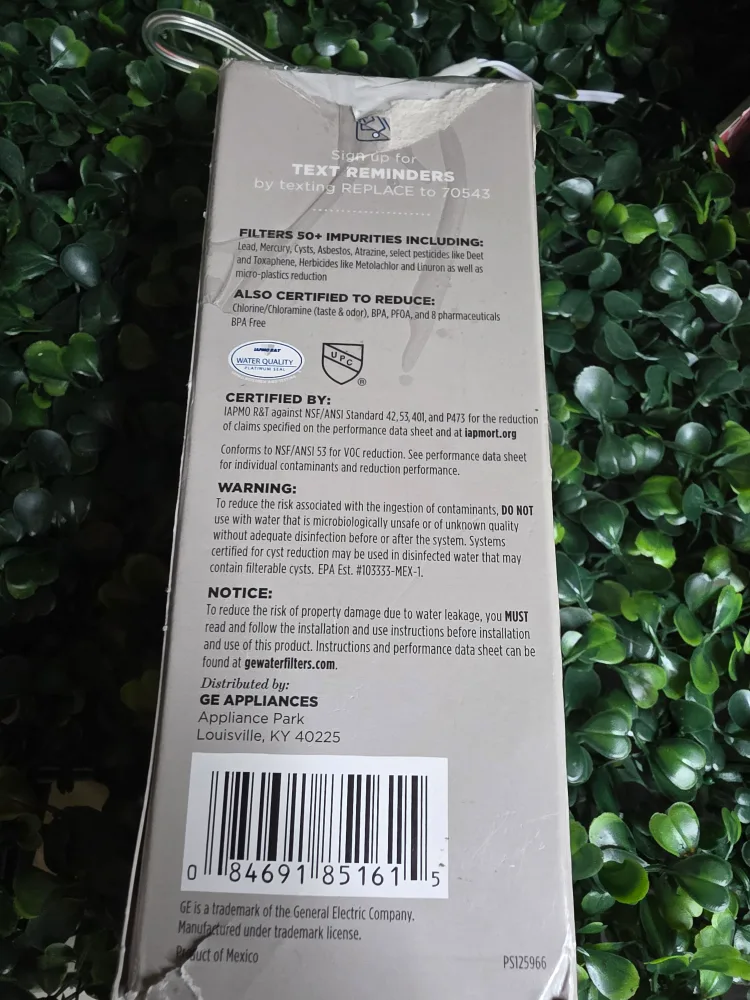 Sign up for
TEXT REMINDERS
by texting REPLACE to 70543
FILTERS 50+ IMPURITIES INCLUDING:
Lead, Mercury, Cysts, Asbestos, Atrazine, select pesticides like Deet
and Toxaphene, Herbicides like Metolachlor and Linuron as well as
micro-plastics reduction
ALSO CERTIFIED TO REDUCE:
Chlorine/Chloramine (taste & odor), BPA, PFOA, and 8 pharmaceuticals
BPA Free
IAPMO R&T
WATER QUALITY
PLATINUM SEAL
UPC
®
CERTIFIED BY:
IAPMO R&T against NSF/ANSI Standard 42, 53, 401, and P473 for the reduction
of claims specified on the performance data sheet and at iapmort.org
Conforms to NSF/ANSI 53 for VOC reduction. See performance data sheet
for individual contaminants and reduction performance.
WARNING:
To reduce the risk associated with the ingestion of contaminants, DO NOT
use with water that is microbiologically unsafe or of unknown quality
without adequate disinfection before or after the system. Systems
certified for cyst reduction may be used in disinfected water that may
contain filterable cysts. EPA Est. #103333-MEX-1.
NOTICE:
To reduce the risk of property damage due to water leakage, you MUST
read and follow the installation and use instructions before installation
and use of this product. Instructions and performance data sheet can be
found at gewaterfilters.com.
Distributed by:
GE APPLIANCES
Appliance Park
Louisville, KY 40225
0 84691 85161 5
GE is a trademark of the General Electric Company.
Manufactured under trademark license.
Product of Mexico
PS125966